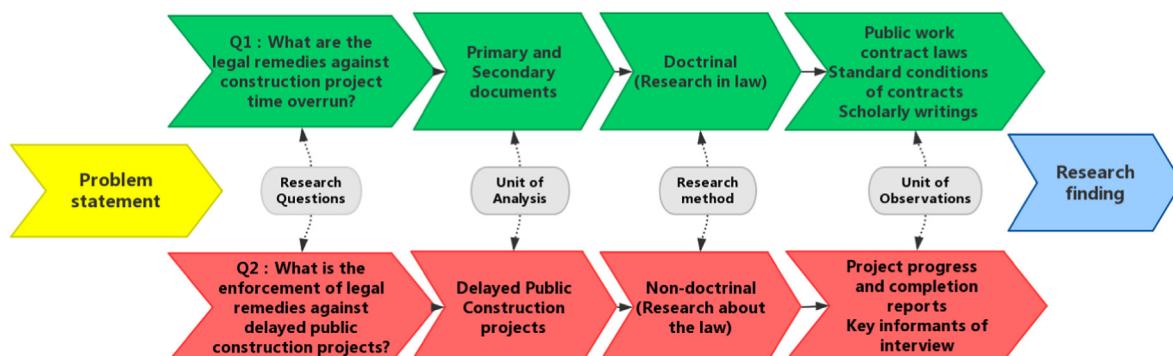 Q1 : What are the
legal remedies against
construction project
time overrun?
Primary and
Secondary
documents
Doctrinal
(Research in law)
Public work
contract laws
Standard conditions
of contracts
Scholarly writings
Problem
statement
Research
Questions
Unit of
Analysis
Research
method
Unit of
Observations
Research
finding
Q2 : What is the
enforcement of legal
remedies against
delayed public
construction projects?
Delayed Public
Construction
projects
Non-doctrinal
(Research about
the law)
Project progress
and completion
reports
Key informants of
interview